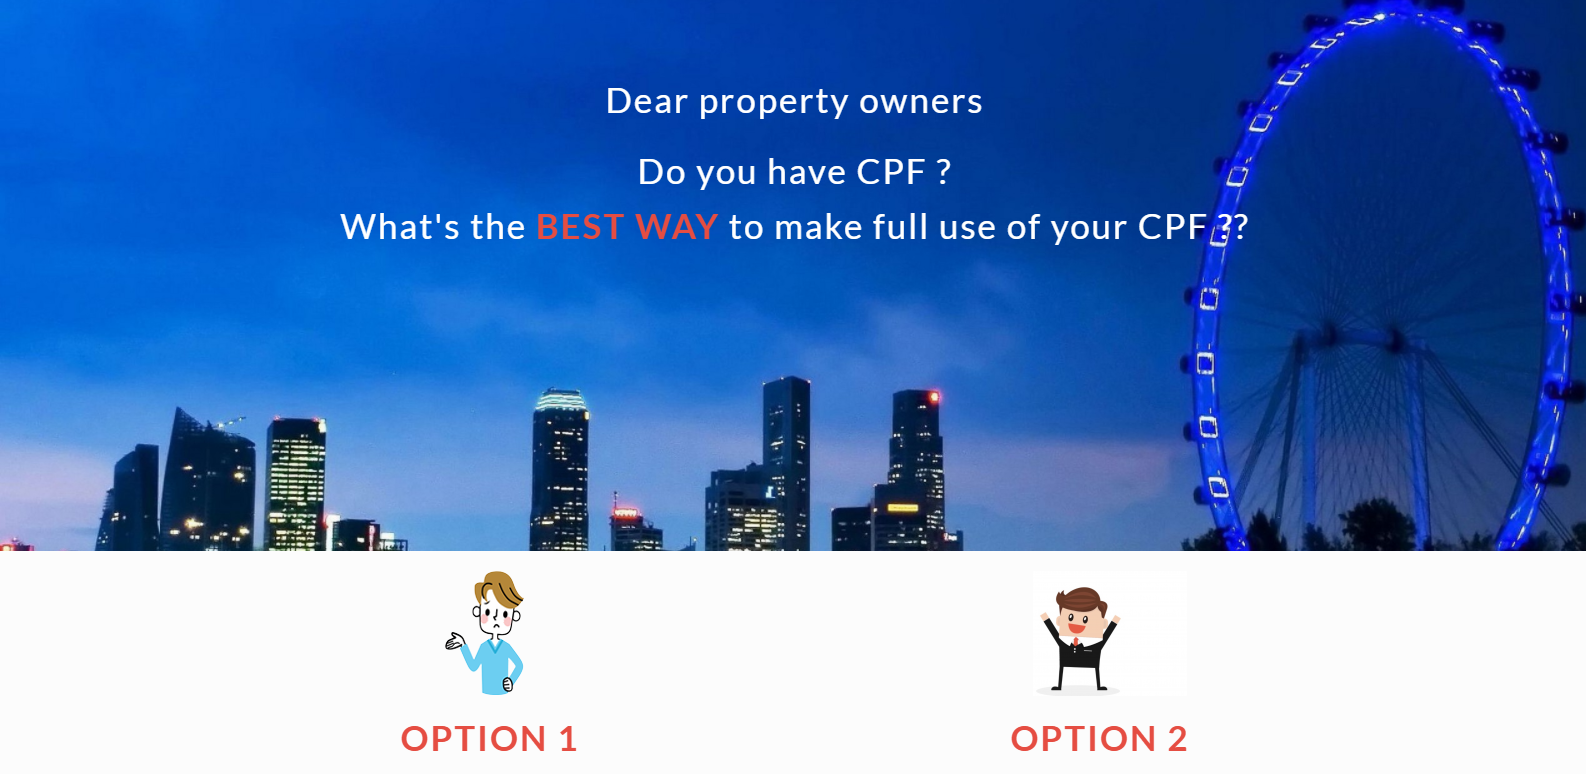 Dear property owners
Do you have CPF ?
What's the BEST WAY to make full use of your CPF ??
OPTION 1
OPTION 2